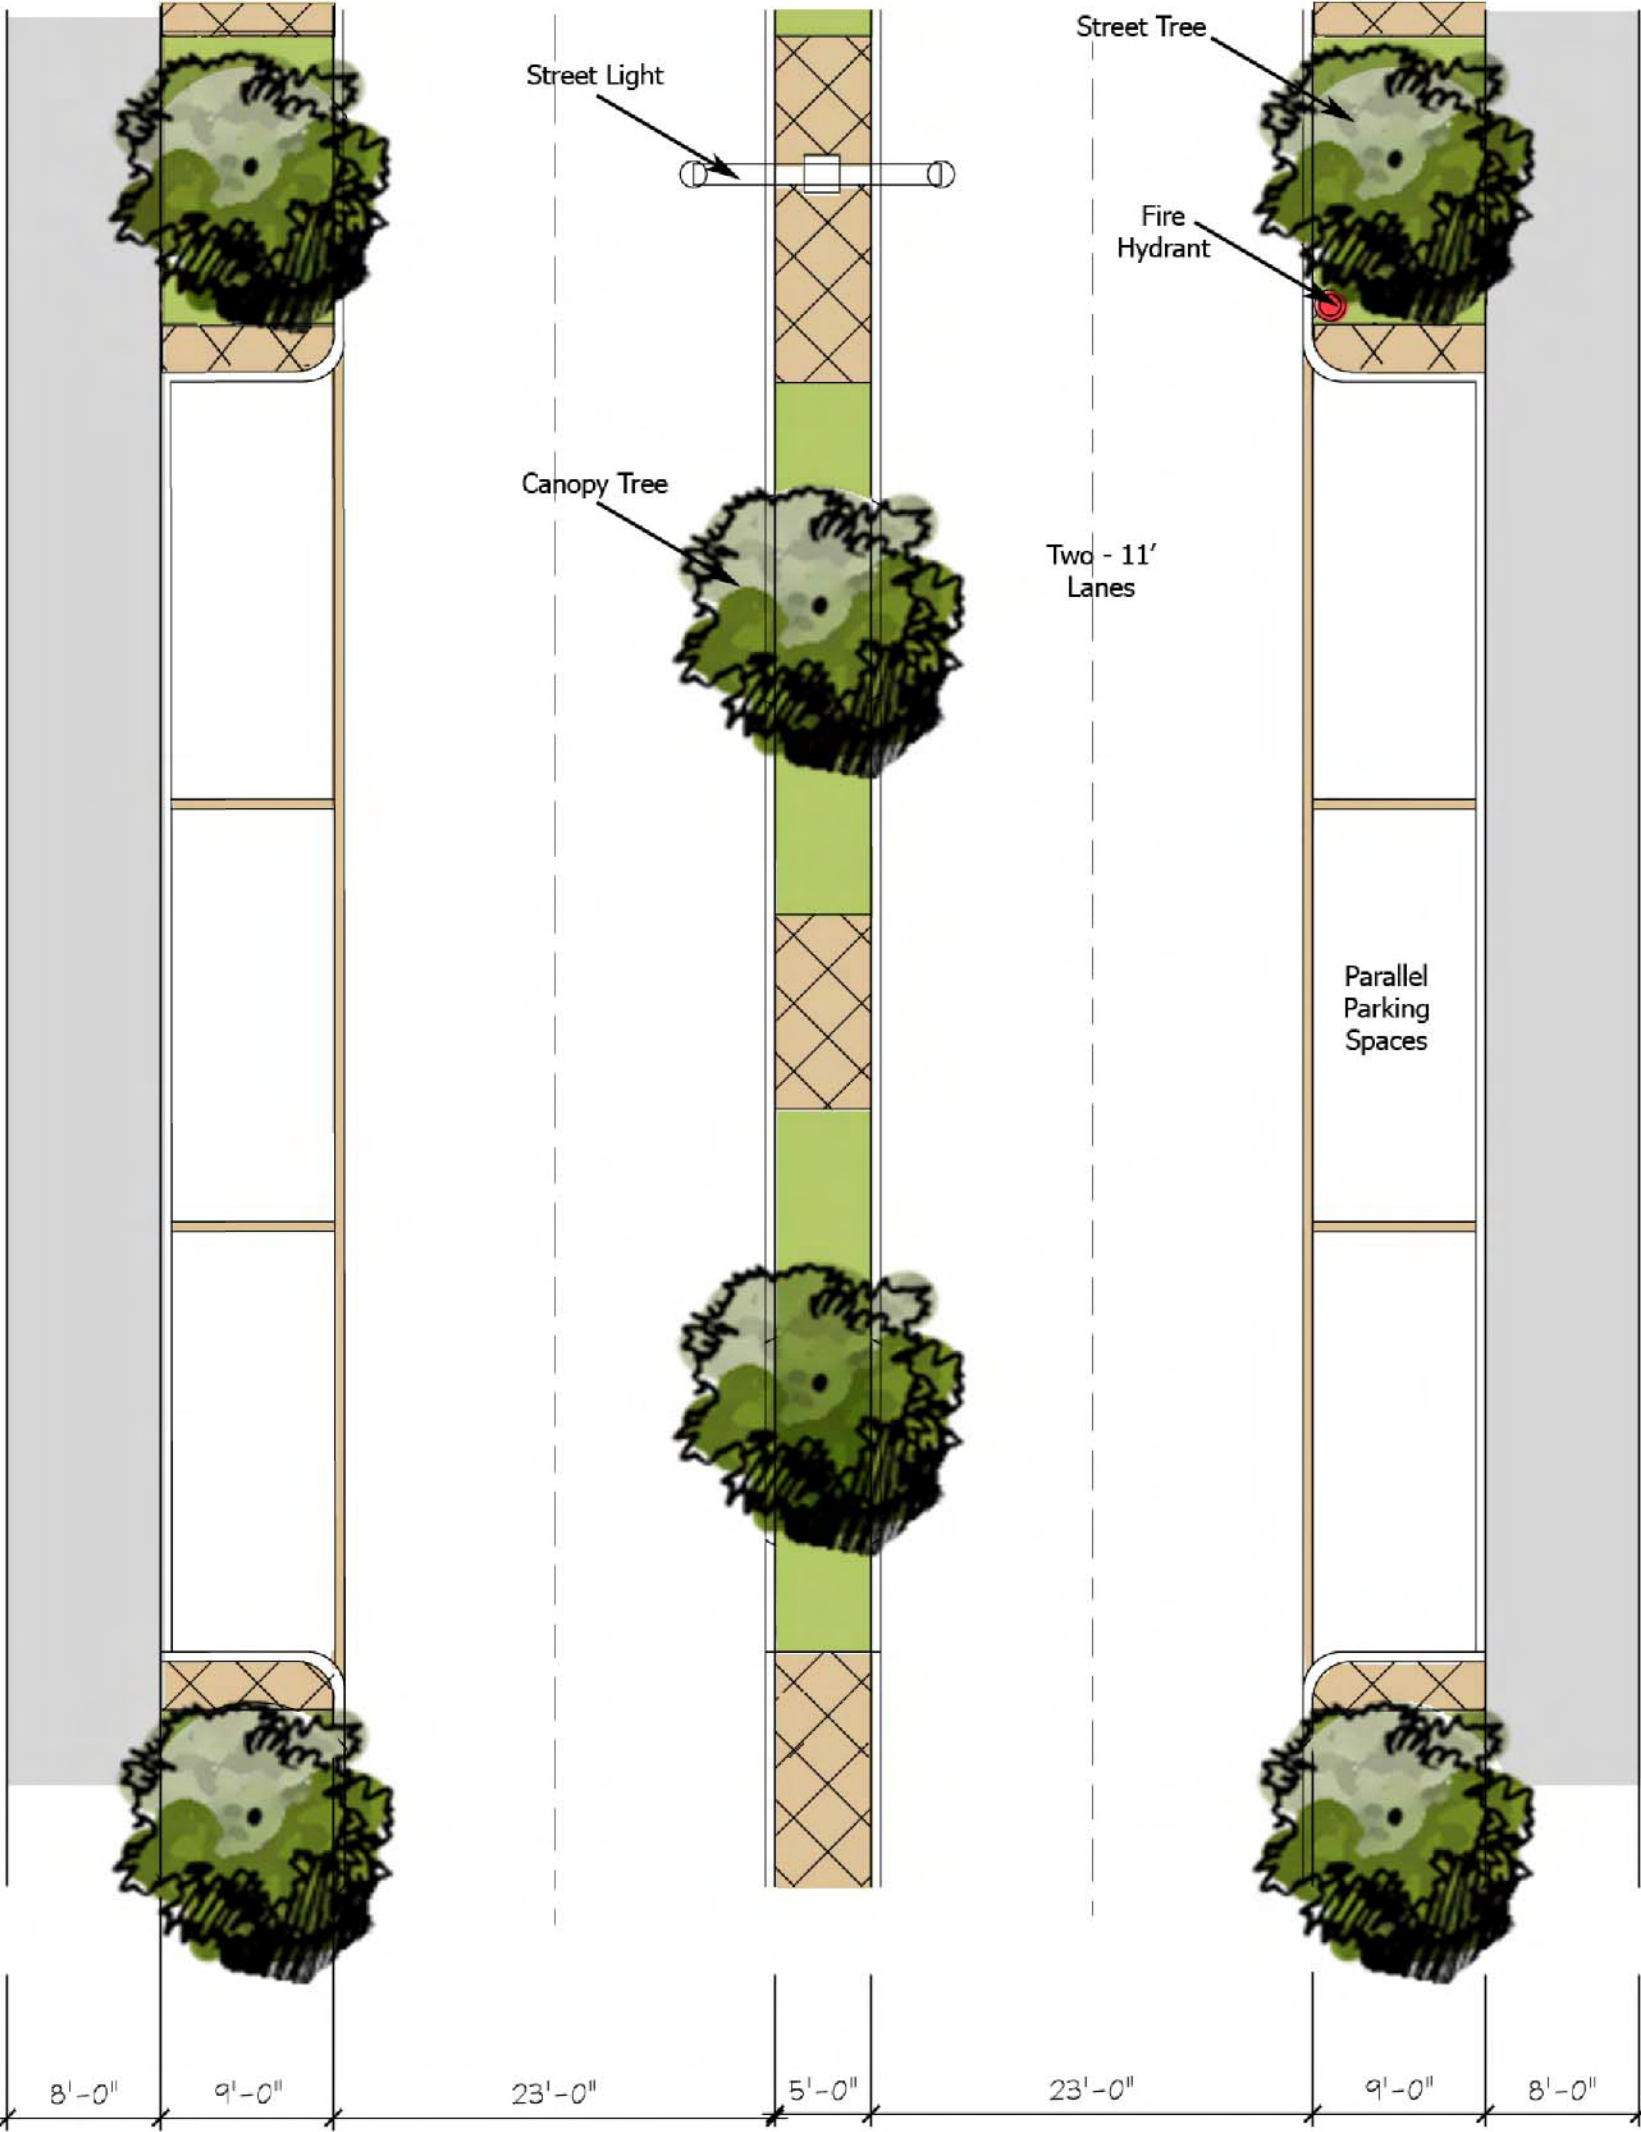 Street Tree
Street Light
Fire
Hydrant
Canopy Tree
Two - 11'
Lanes
Parallel
Parking
Spaces
8'-0" 9'-0" 23'-0" 5'-0" 23'-0" 9'-0" 8'-0"